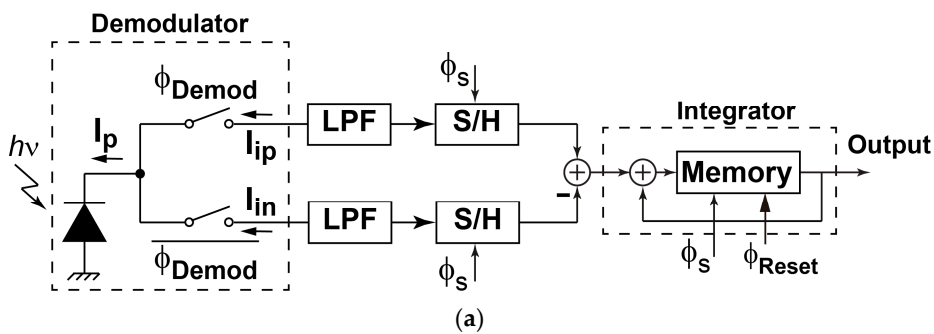 Demodulator
ϕDemod
ϕS
Integrator
Output
hν
Ip
LPF
S/H
Iip
Memory
Iin
LPF
S/H
ϕDemod
ϕS
ϕS
ϕReset
-
(a)